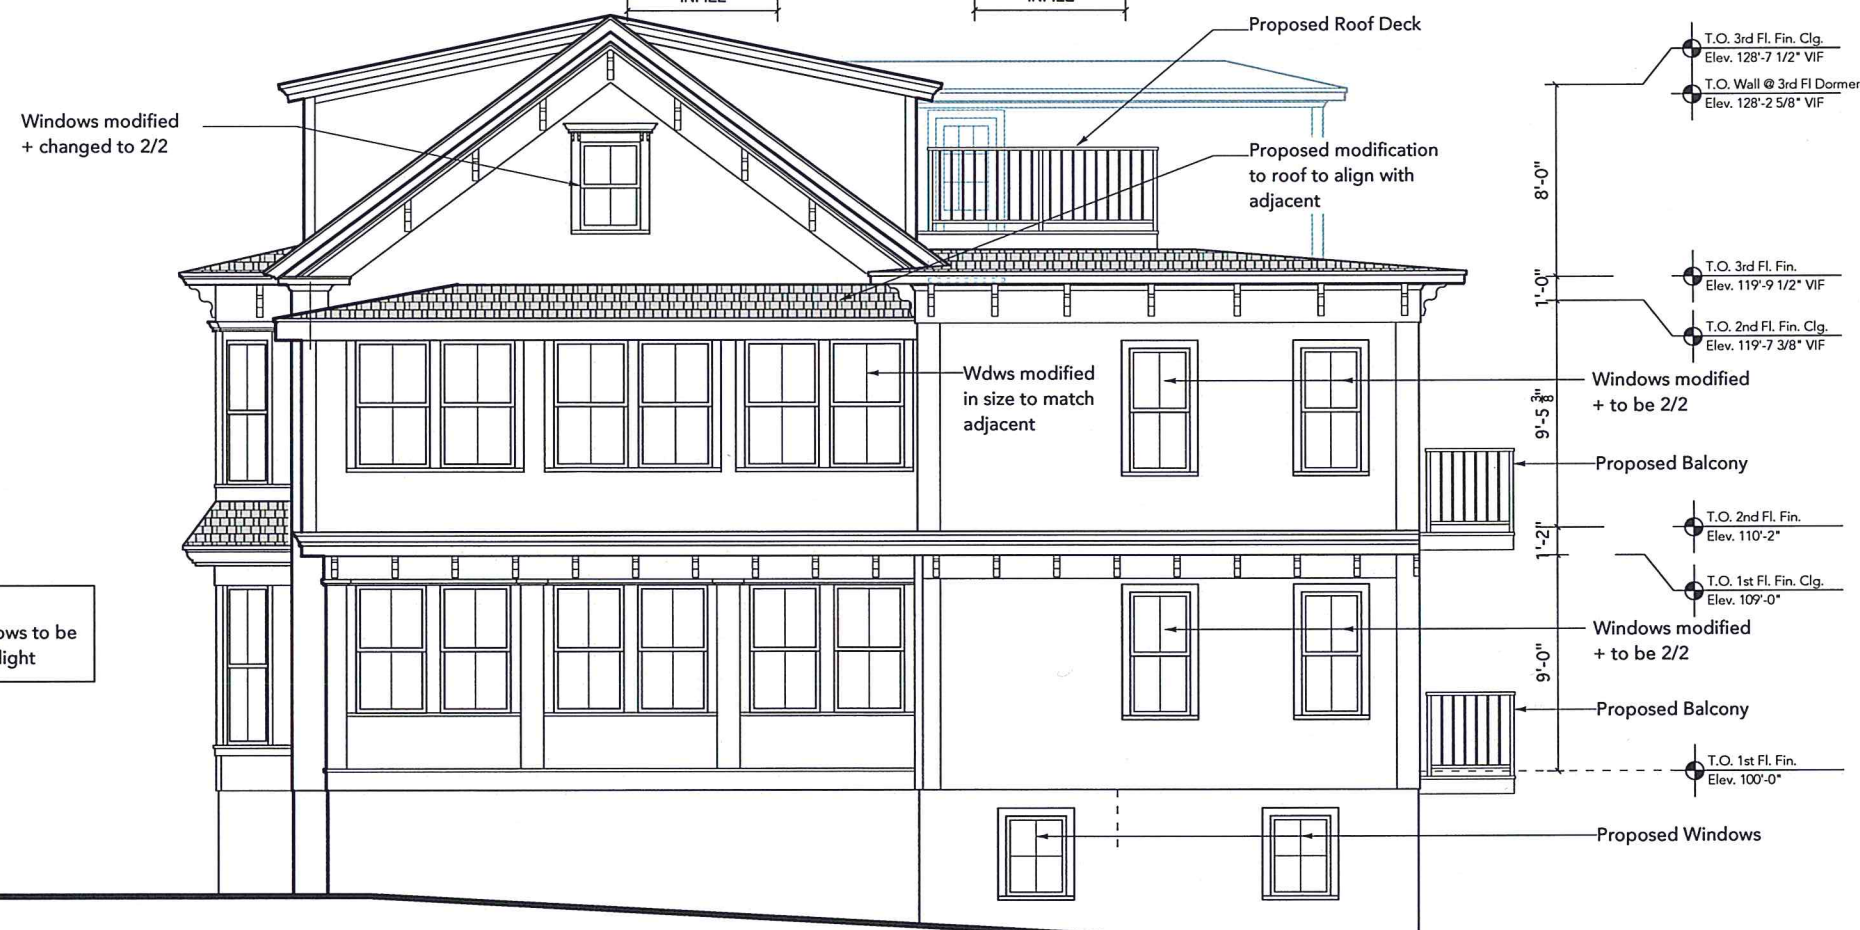 INFILL
INFILL
Proposed Roof Deck
T.O. 3rd Fl. Fin. Clg.
Elev. 128'-7 1/2" VIF
T.O. Wall @ 3rd Fl Dormer
Elev. 128'-2 5/8" VIF
Windows modified
+ changed to 2/2
Proposed modification
to roof to align with
adjacent
8'-0"
T.O. 3rd Fl. Fin.
Elev. 119'-9 1/2" VIF
1'-0"
T.O. 2nd Fl. Fin. Clg.
Elev. 119'-7 3/8" VIF
Wdws modified
in size to match
adjacent
Windows modified
+ to be 2/2
9'-5 3/8"
Proposed Balcony
T.O. 2nd Fl. Fin.
Elev. 110'-2"
1'-2"
T.O. 1st Fl. Fin. Clg.
Elev. 109'-0"
ows to be
light
Windows modified
+ to be 2/2
9'-0"
Proposed Balcony
T.O. 1st Fl. Fin.
Elev. 100'-0"
Proposed Windows